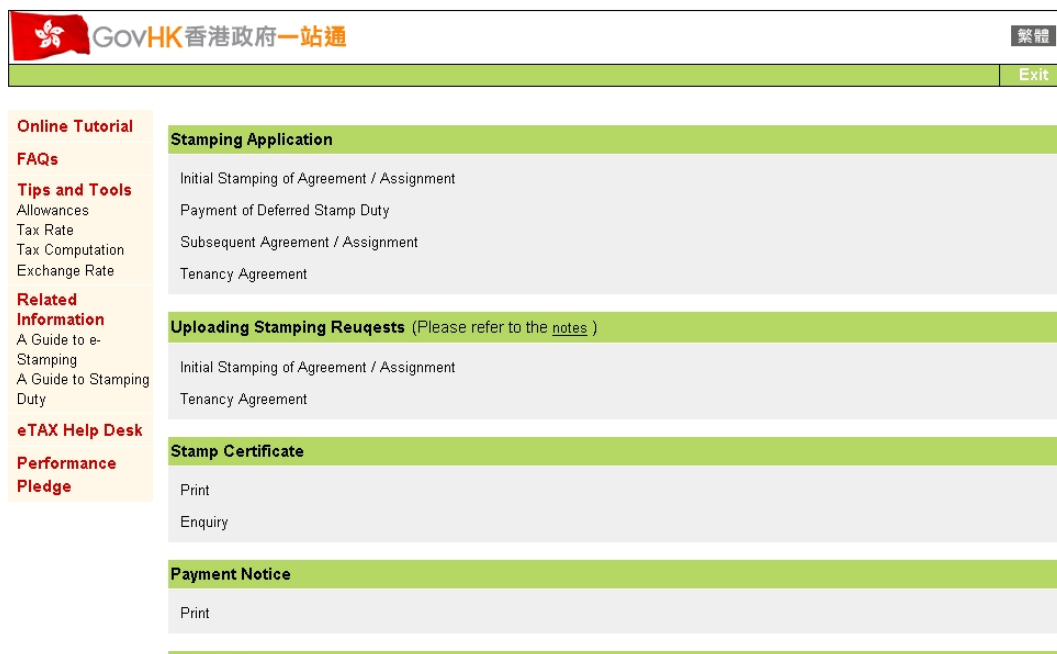 GovHK香港政府一站通
繁體
Exit
Online Tutorial
FAQs
Tips and Tools
Allowances
Tax Rate
Tax Computation
Exchange Rate
Related
Information
A Guide to e-
Stamping
A Guide to Stamping
Duty
eTAX Help Desk
Performance
Pledge
Stamping Application
Initial Stamping of Agreement / Assignment
Payment of Deferred Stamp Duty
Subsequent Agreement / Assignment
Tenancy Agreement
Uploading Stamping Reuqests (Please refer to the notes )
Initial Stamping of Agreement / Assignment
Tenancy Agreement
Stamp Certificate
Print
Enquiry
Payment Notice
Print